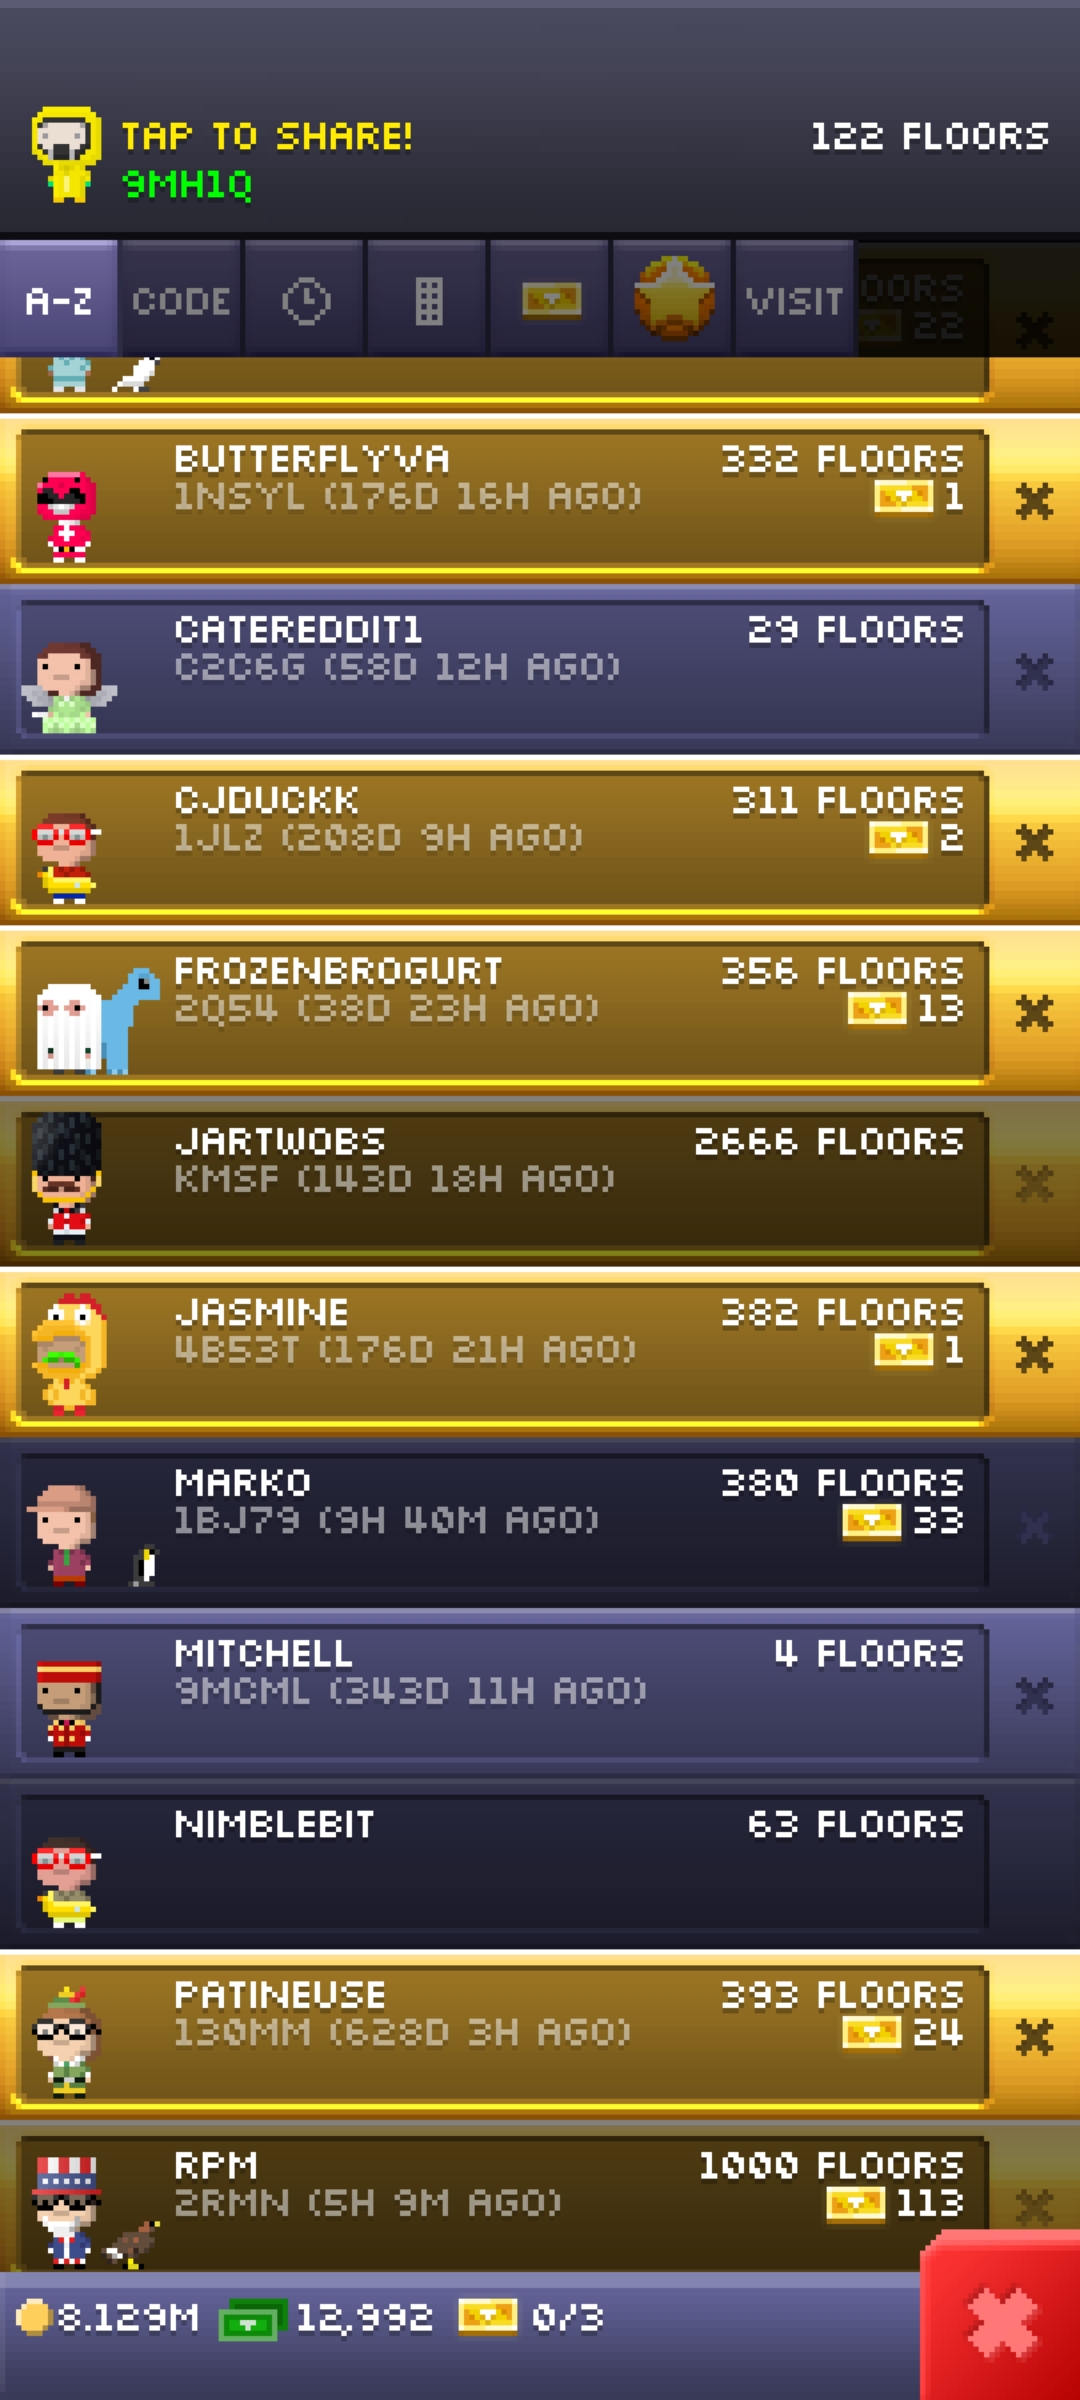 TAP TO SHARE!
122 FLOORS
9MH1Q
A-Z
CODE
VISIT
OORS
22
BUTTERFLYVA
332 FLOORS
1NSYL (176D 16H AGO)
1
CATEREDDIT1
29 FLOORS
C2C6G (58D 12H AGO)
CJDUCKK
311 FLOORS
1JLZ (208D 9H AGO)
2
FROZENBROGURT
356 FLOORS
2Q54 (38D 23H AGO)
13
JARTWOBS
2666 FLOORS
KMSF (143D 18H AGO)
JASMINE
382 FLOORS
4B53T (176D 21H AGO)
1
MARKO
380 FLOORS
1BJ79 (9H 40M AGO)
33
MITCHELL
4 FLOORS
9MCML (343D 11H AGO)
NIMBLEBIT
63 FLOORS
PATINEUSE
393 FLOORS
130MM (628D 3H AGO)
24
RPM
1000 FLOORS
2RMN (5H 9M AGO)
113
8.129M
12,992
0/3